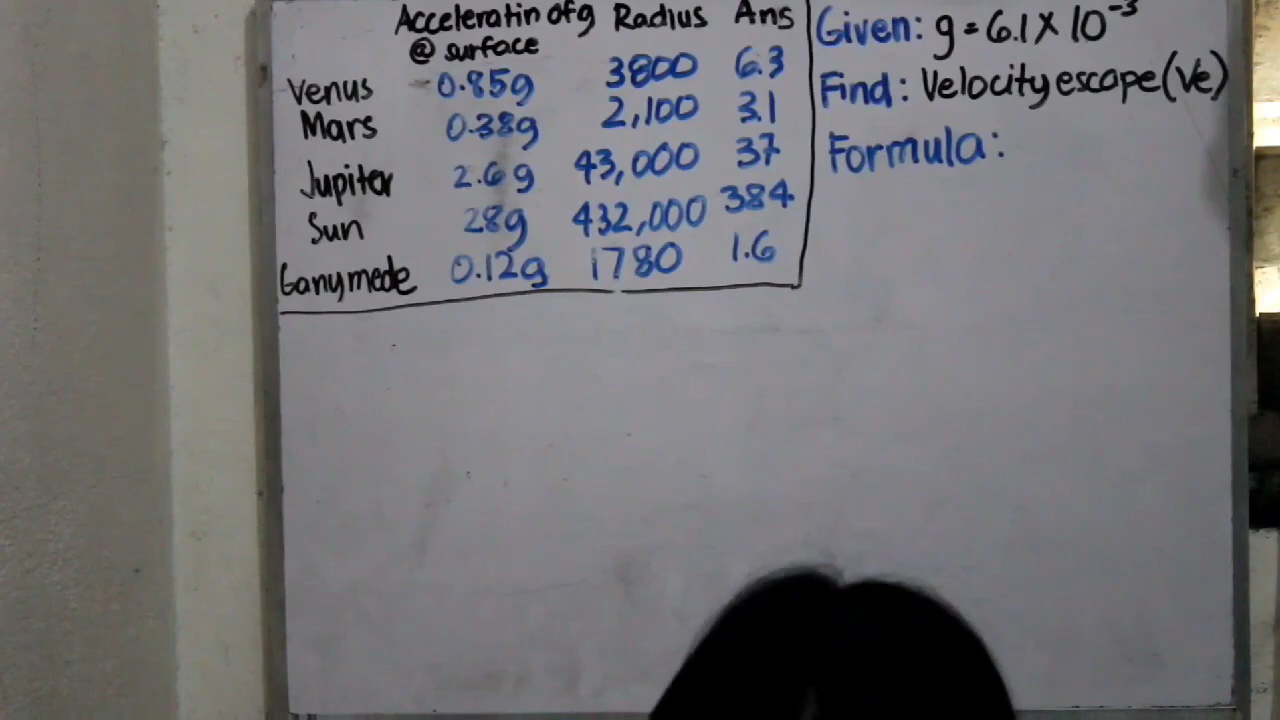 Acceleratin of g Radius Ans
@ surface
Venus 0.85g 3800 6.3
Mars 0.38g 2,100 3.1
Jupiter 2.6g 43,000 37
Sun 28g 432,000 384
Ganymede 0.12g 1780 1.6
Given: g = 6.1 x 10⁻³
Find: Velocity escape (Ve)
Formula: